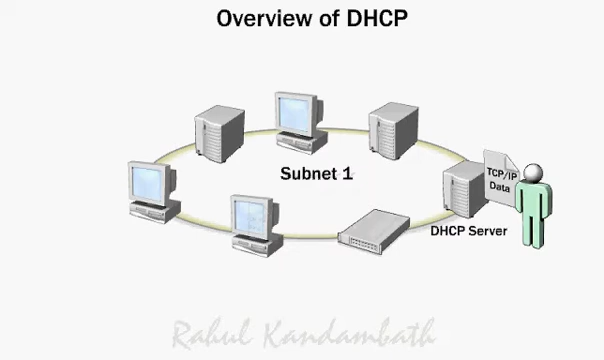 Overview of DHCP
Subnet 1
TCP/IP
Data
DHCP Server
Rahul Kandambath